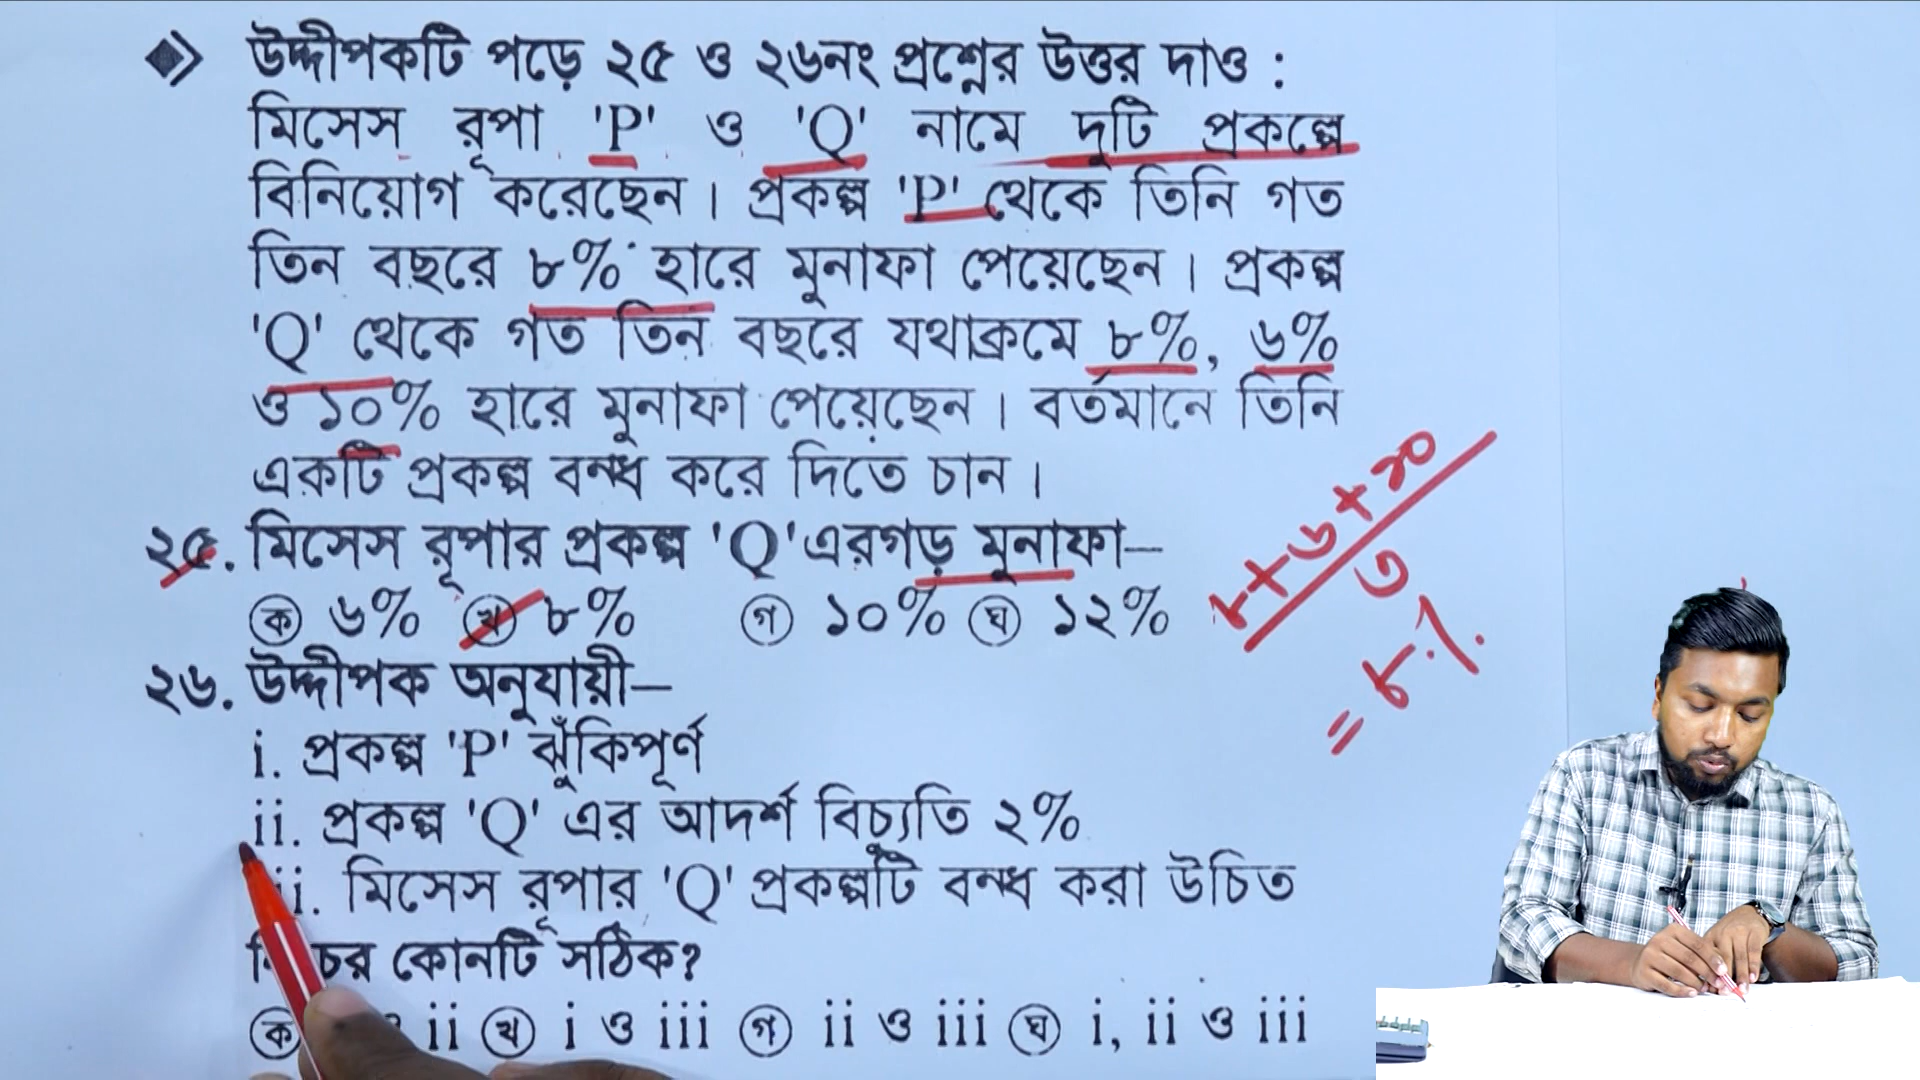 উদ্দীপকটি পড়ে ২৫ ও ২৬নং প্রশ্নের উত্তর দাও :
মিসেস রূপা 'P' ও 'Q' নামে দুটি প্রকল্পে
বিনিয়োগ করেছেন। প্রকল্প 'P' থেকে তিনি গত
তিন বছরে ৮% হারে মুনাফা পেয়েছেন। প্রকল্প
'Q' থেকে গত তিন বছরে যথাক্রমে ৮%, ৬%
ও ১০% হারে মুনাফা পেয়েছেন। বর্তমানে তিনি
একটি প্রকল্প বন্ধ করে দিতে চান।
২৫. মিসেস রূপার প্রকল্প 'Q'এরগড় মুনাফা–
ক ৬% খ ৮% গ ১০% ঘ ১২%
৮+৬+১০
৩
= ৮%
২৬. উদ্দীপক অনুযায়ী–
i. প্রকল্প 'P' ঝুঁকিপূর্ণ
ii. প্রকল্প 'Q' এর আদর্শ বিচ্যুতি ২%
ii. মিসেস রূপার 'Q' প্রকল্পটি বন্ধ করা উচিত
কোনটি সঠিক?
ক ii খ i ও iii গ ii ও iii ঘ i, ii ও iii